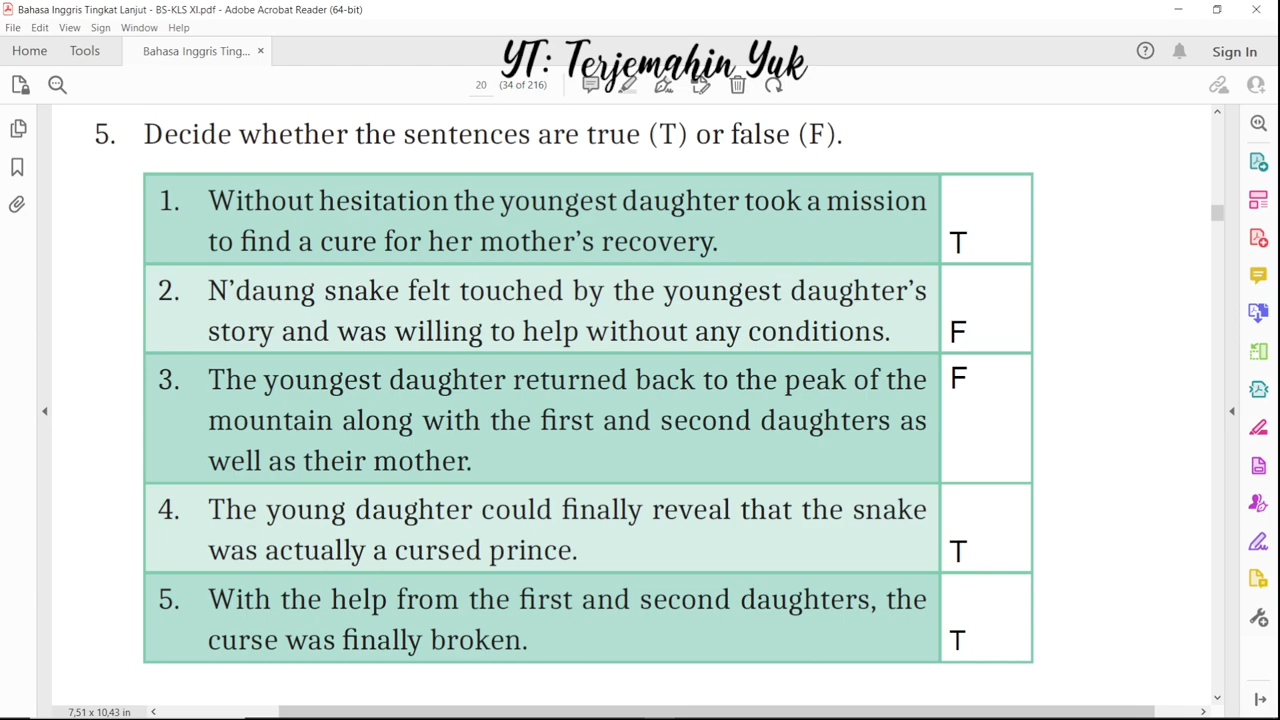 Bahasa Inggris Tingkat Lanjut - BS-KLS XI.pdf - Adobe Acrobat Reader (64-bit)
File Edit View Sign Window Help
Home Tools Bahasa Inggris Ting... × Sign In
YT: Terjemahin Yuk
20 (34 of 216)
5. Decide whether the sentences are true (T) or false (F).
1. Without hesitation the youngest daughter took a mission
to find a cure for her mother's recovery. T
2. N'daung snake felt touched by the youngest daughter's
story and was willing to help without any conditions. F
3. The youngest daughter returned back to the peak of the F
mountain along with the first and second daughters as
well as their mother.
4. The young daughter could finally reveal that the snake
was actually a cursed prince. T
5. With the help from the first and second daughters, the
curse was finally broken. T
7,51 x 10,43 in